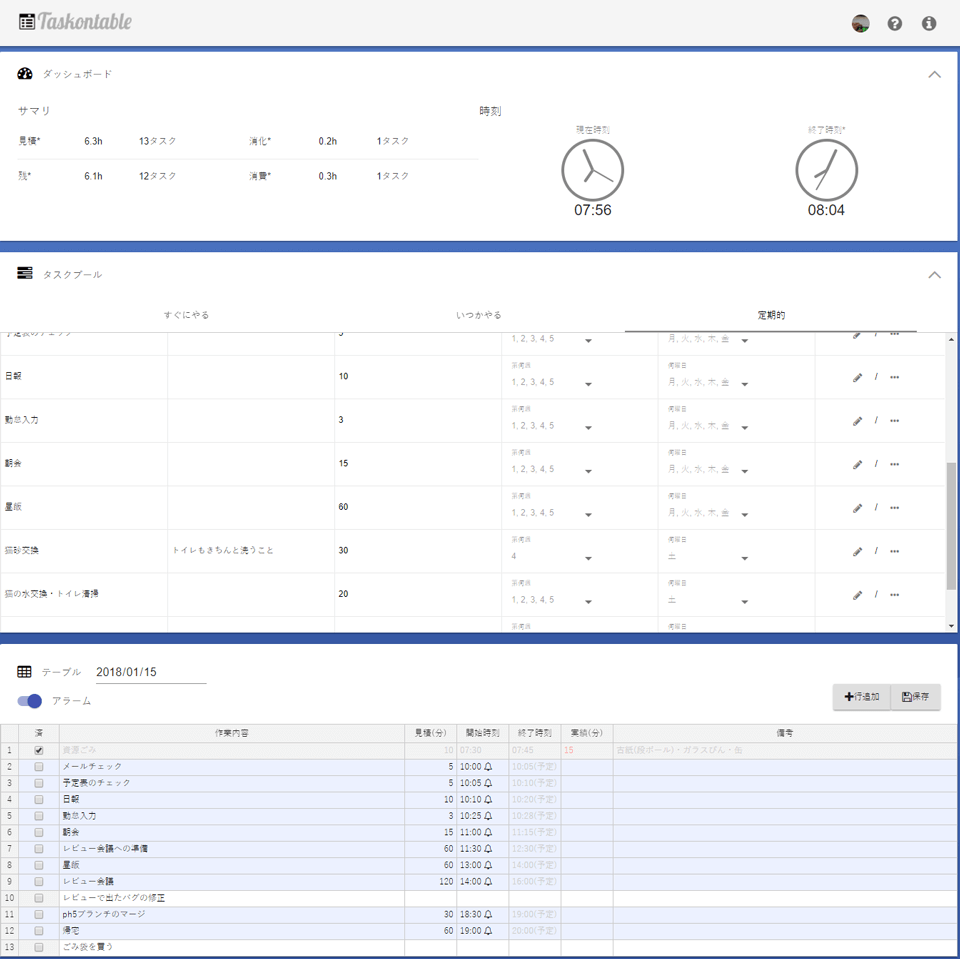 Taskontable
ダッシュボード
サマリ
時刻
見積* 6.3h 13タスク 消化* 0.2h 1タスク
残* 6.1h 12タスク 消費* 0.3h 1タスク
現在時刻 終了時刻*
07:56 08:04
タスクプール
すぐにやる いつかやる 定期的
予定表のチェック 5 1, 2, 3, 4, 5 月, 火, 水, 木, 金 / •••
第何週 何曜日
日報 10 1, 2, 3, 4, 5 月, 火, 水, 木, 金 / •••
第何週 何曜日
勤怠入力 3 1, 2, 3, 4, 5 月, 火, 水, 木, 金 / •••
第何週 何曜日
朝会 15 1, 2, 3, 4, 5 月, 火, 水, 木, 金 / •••
第何週 何曜日
昼飯 60 1, 2, 3, 4, 5 月, 火, 水, 木, 金 / •••
第何週 何曜日
猫砂交換 トイレもきちんと洗うこと 30 4 土 / •••
第何週 何曜日
猫の水交換・トイレ清掃 20 1, 2, 3, 4, 5 土 / •••
第何週 何曜日
テーブル 2018/01/15
アラーム
行追加 保存
済 作業内容 見積(分) 開始時刻 終了時刻 実績(分) 備考
1 資源ごみ 10 07:30 07:45 15 古紙(段ボール)・ガラスびん・缶
2 メールチェック 5 10:00 10:05(予定)
3 予定表のチェック 5 10:05 10:10(予定)
4 日報 10 10:10 10:20(予定)
5 勤怠入力 3 10:25 10:28(予定)
6 朝会 15 11:00 11:15(予定)
7 レビュー会議への準備 60 11:30 12:30(予定)
8 昼飯 60 13:00 14:00(予定)
9 レビュー会議 120 14:00 16:00(予定)
10 レビューで出たバグの修正
11 ph5ブランチのマージ 30 18:30 19:00(予定)
12 帰宅 60 19:00 20:00(予定)
13 ごみ袋を買う